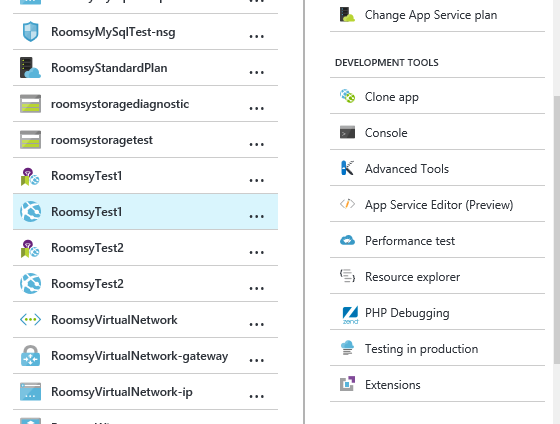 RoomsyMySqlTest-nsg
...
RoomsyStandardPlan
...
roomsystoragediagnostic
...
roomsystoragetest
...
RoomsyTest1
...
RoomsyTest1
...
RoomsyTest2
...
RoomsyTest2
...
RoomsyVirtualNetwork
...
RoomsyVirtualNetwork-gateway
...
RoomsyVirtualNetwork-ip
...
Change App Service plan
DEVELOPMENT TOOLS
Clone app
Console
Advanced Tools
App Service Editor (Preview)
Performance test
Resource explorer
zend
PHP Debugging
Testing in production
Extensions